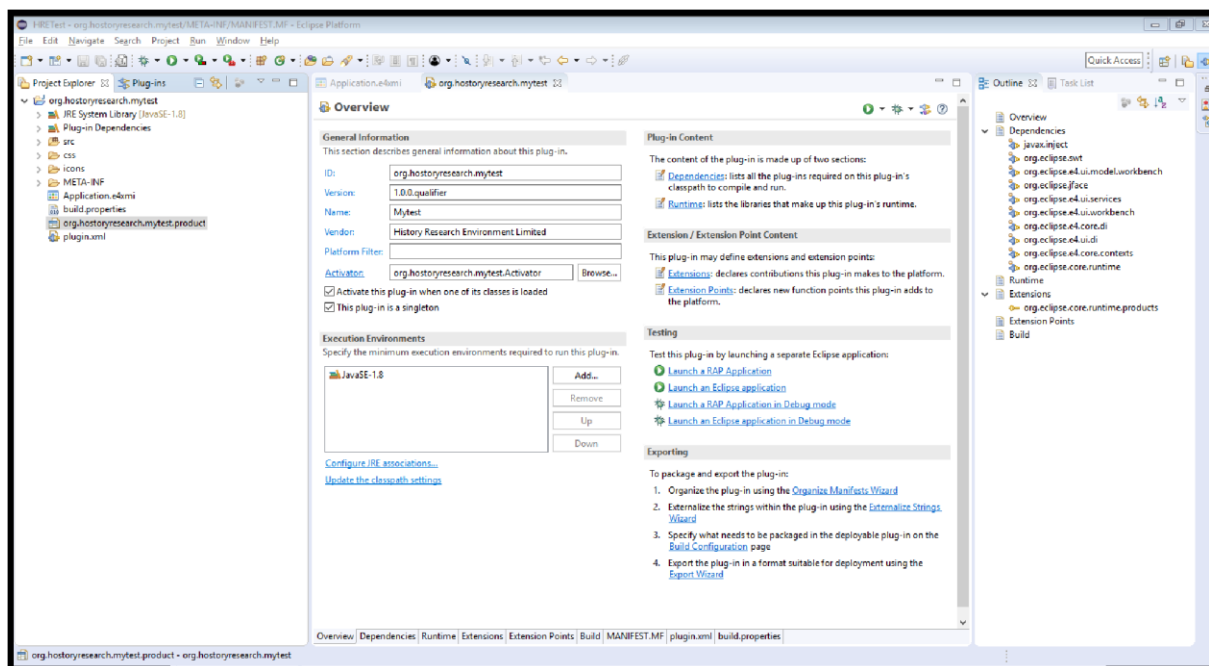 HRETest - org.hostoryresearch.mytest/META-INF/MANIFEST.MF - Eclipse Platform
File Edit Navigate Search Project Run Window Help
Quick Access
Project Explorer Plug-ins
org.hostoryresearch.mytest
JRE System Library [JavaSE-1.8]
Plug-in Dependencies
src
css
icons
META-INF
Application.e4xmi
build.properties
org.hostoryresearch.mytest.product
plugin.xml
Application.e4xmi org.hostoryresearch.mytest
Overview
General Information
This section describes general information about this plug-in.
ID: org.hostoryresearch.mytest
Version: 1.0.0.qualifier
Name: Mytest
Vendor: History Research Environment Limited
Platform Filter:
Activator: org.hostoryresearch.mytest.Activator Browse...
Activate this plug-in when one of its classes is loaded
This plug-in is a singleton
Execution Environments
Specify the minimum execution environments required to run this plug-in.
JavaSE-1.8
Add...
Remove
Up
Down
Configure JRE associations...
Update the classpath settings
Plug-in Content
The content of the plug-in is made up of two sections:
Dependencies: lists all the plug-ins required on this plug-in's
classpath to compile and run.
Runtime: lists the libraries that make up this plug-in's runtime.
Extension / Extension Point Content
This plug-in may define extensions and extension points:
Extensions: declares contributions this plug-in makes to the platform.
Extension Points: declares new function points this plug-in adds to
the platform.
Testing
Test this plug-in by launching a separate Eclipse application:
Launch a RAP Application
Launch an Eclipse application
Launch a RAP Application in Debug mode
Launch an Eclipse application in Debug mode
Exporting
To package and export the plug-in:
1. Organize the plug-in using the Organize Manifests Wizard
2. Externalize the strings within the plug-in using the Externalize Strings
Wizard
3. Specify what needs to be packaged in the deployable plug-in on the
Build Configuration page
4. Export the plug-in in a format suitable for deployment using the
Export Wizard
Overview Dependencies Runtime Extensions Extension Points Build MANIFEST.MF plugin.xml build.properties
Outline Task List
Overview
Dependencies
javax.inject
org.eclipse.swt
org.eclipse.e4.ui.model.workbench
org.eclipse.jface
org.eclipse.e4.ui.services
org.eclipse.e4.ui.workbench
org.eclipse.e4.core.di
org.eclipse.e4.ui.di
org.eclipse.e4.core.contexts
org.eclipse.core.runtime
Runtime
Extensions
org.eclipse.core.runtime.products
Extension Points
Build
org.hostoryresearch.mytest.product - org.hostoryresearch.mytest